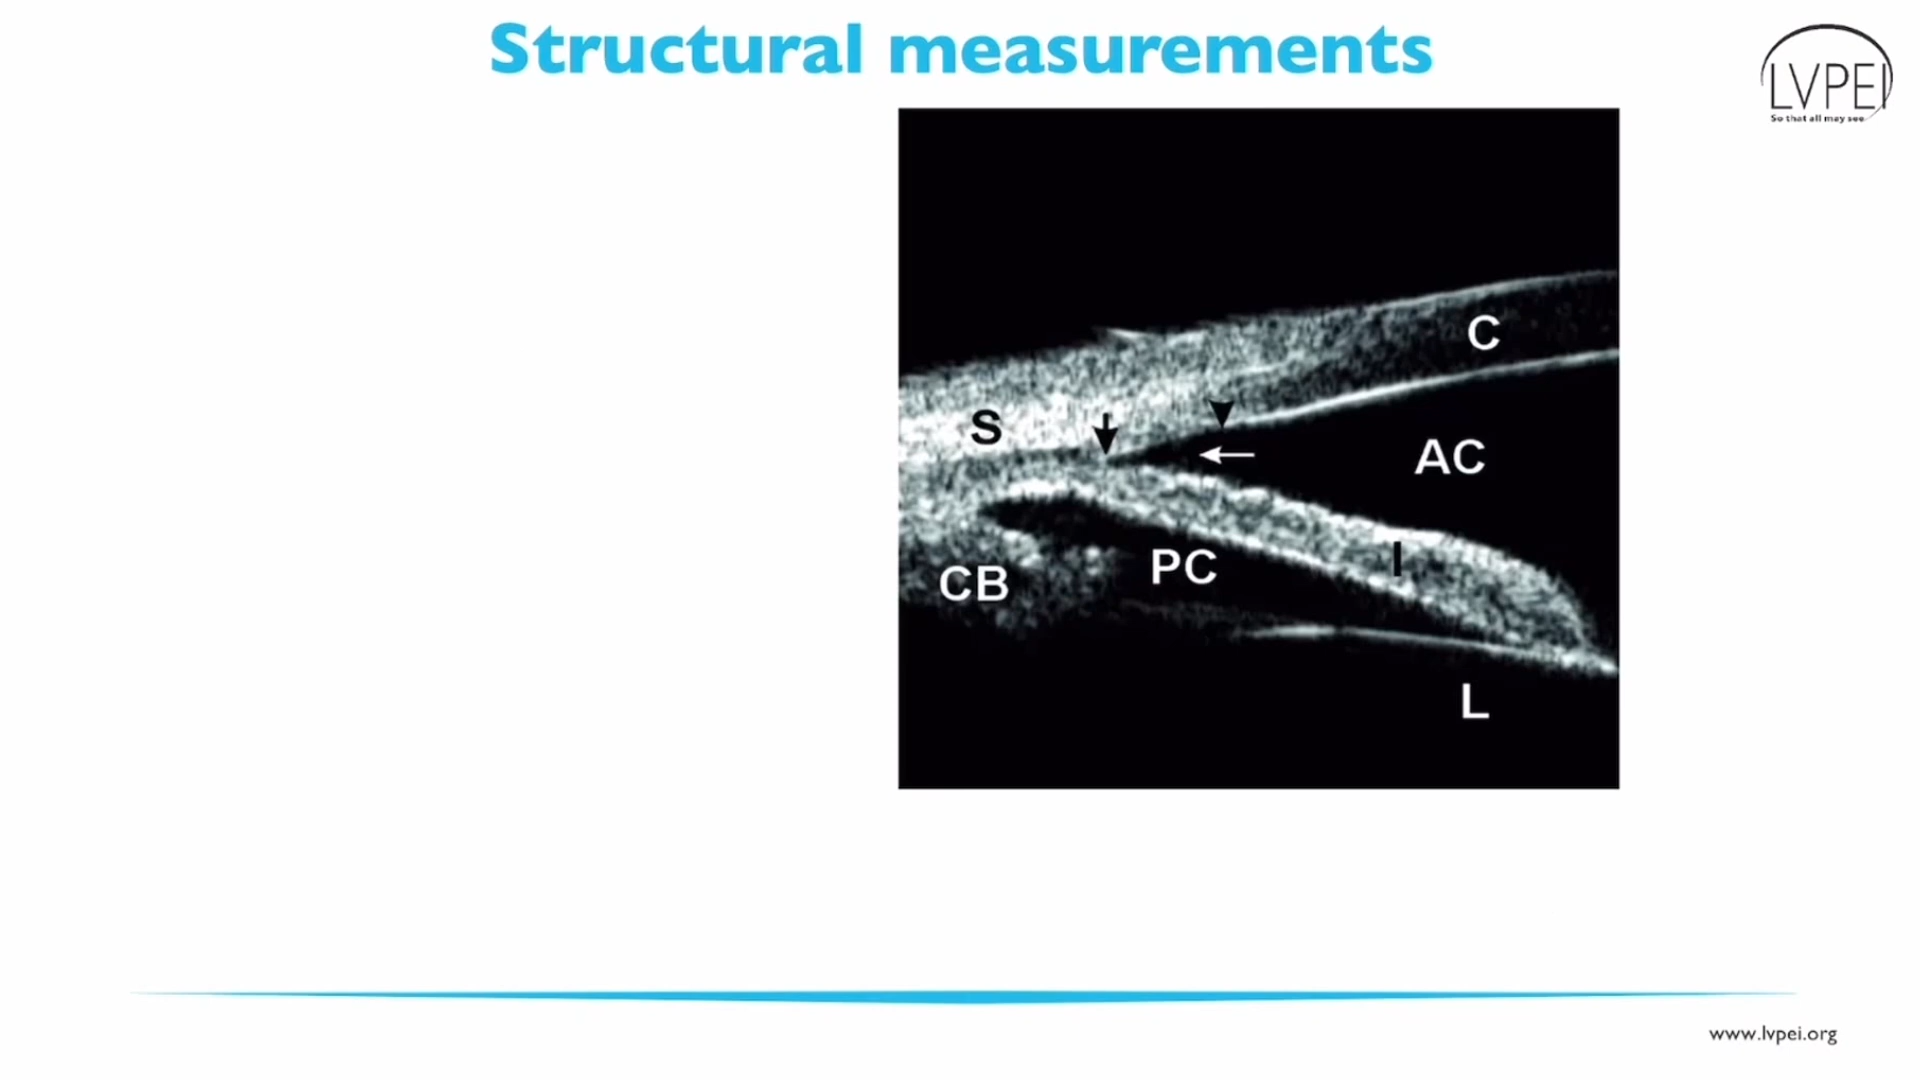 Structural measurements
LVPEI
So that all may see
C
S
AC
I
PC
CB
L
www.lvpei.org